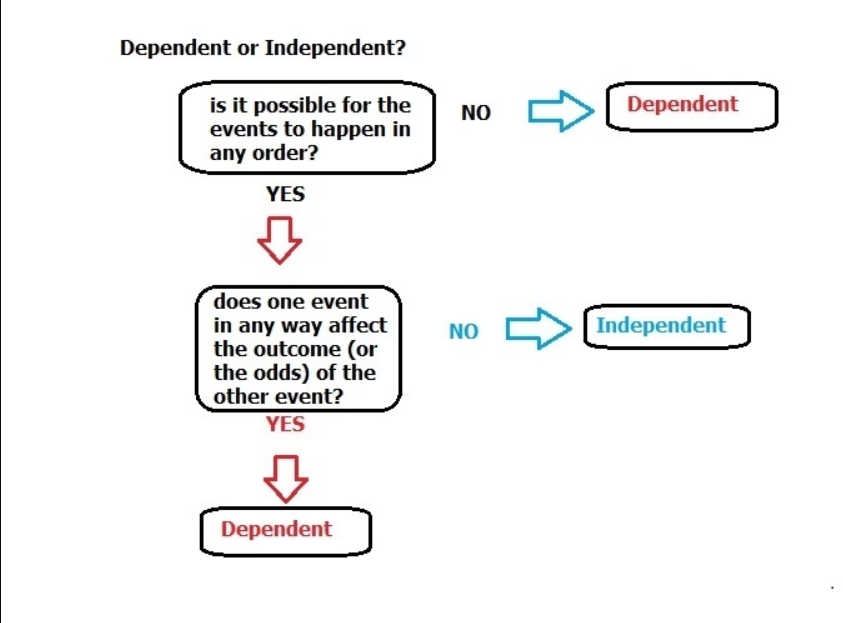 Dependent or Independent?
is it possible for the
events to happen in
any order?
NO
Dependent
YES
does one event
in any way affect
the outcome (or
the odds) of the
other event?
NO
Independent
YES
Dependent